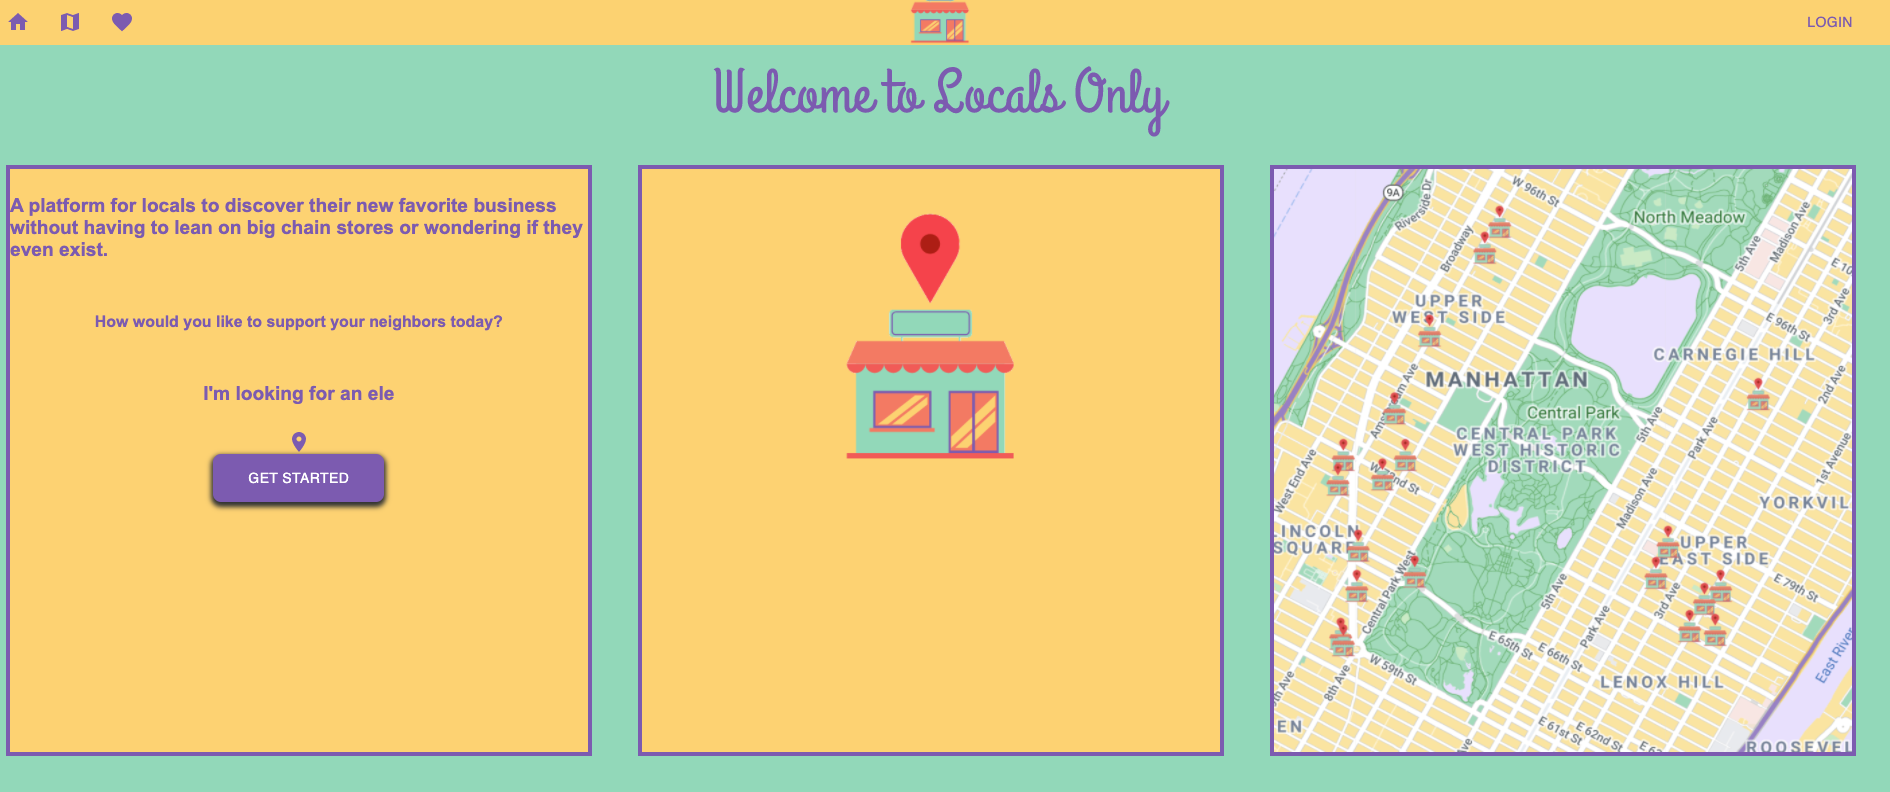 LOGIN
Welcome to Locals Only
A platform for locals to discover their new favorite business
without having to lean on big chain stores or wondering if they
even exist.
How would you like to support your neighbors today?
I'm looking for an ele
GET STARTED
9A
Riverside Dr
W 96th St
North Meadow
Madison Ave
5th Ave
Broadway
E 10
3rd Ave
UPPER
WEST SIDE
E 96th St
CARNEGIE HILL
MANHATTAN
2nd Ave
Central Park
5th Ave
Park Ave
CENTRAL PARK
WEST HISTORIC
DISTRICT
1st Avenue
West End Ave
Madison Ave
YORKVIL
LINCOLN
SQUARE
UPPER
EAST SIDE
Central Park West
5th Ave
3rd Ave
E 79th St
Park Ave
E 65th St
E 66th St
East River
W 59th St
8th Ave
LENOX HILL
EN
E 61st St
E 62nd St
ROOSEVEL